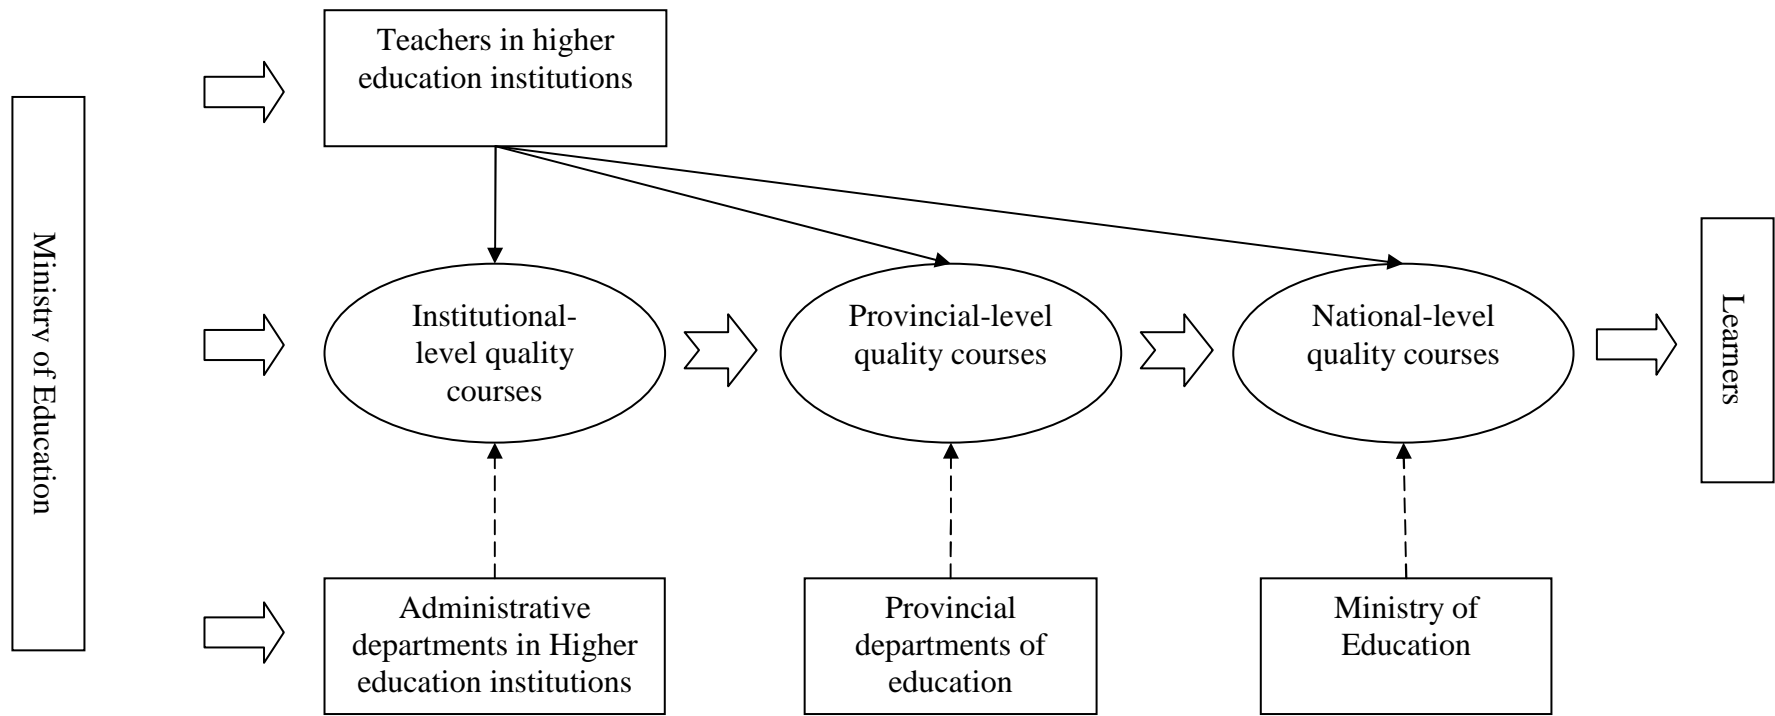 Teachers in higher
education institutions
Ministry of Education
Institutional-
level quality
courses
Provincial-level
quality courses
National-level
quality courses
Learners
Administrative
departments in Higher
education institutions
Provincial
departments of
education
Ministry of
Education